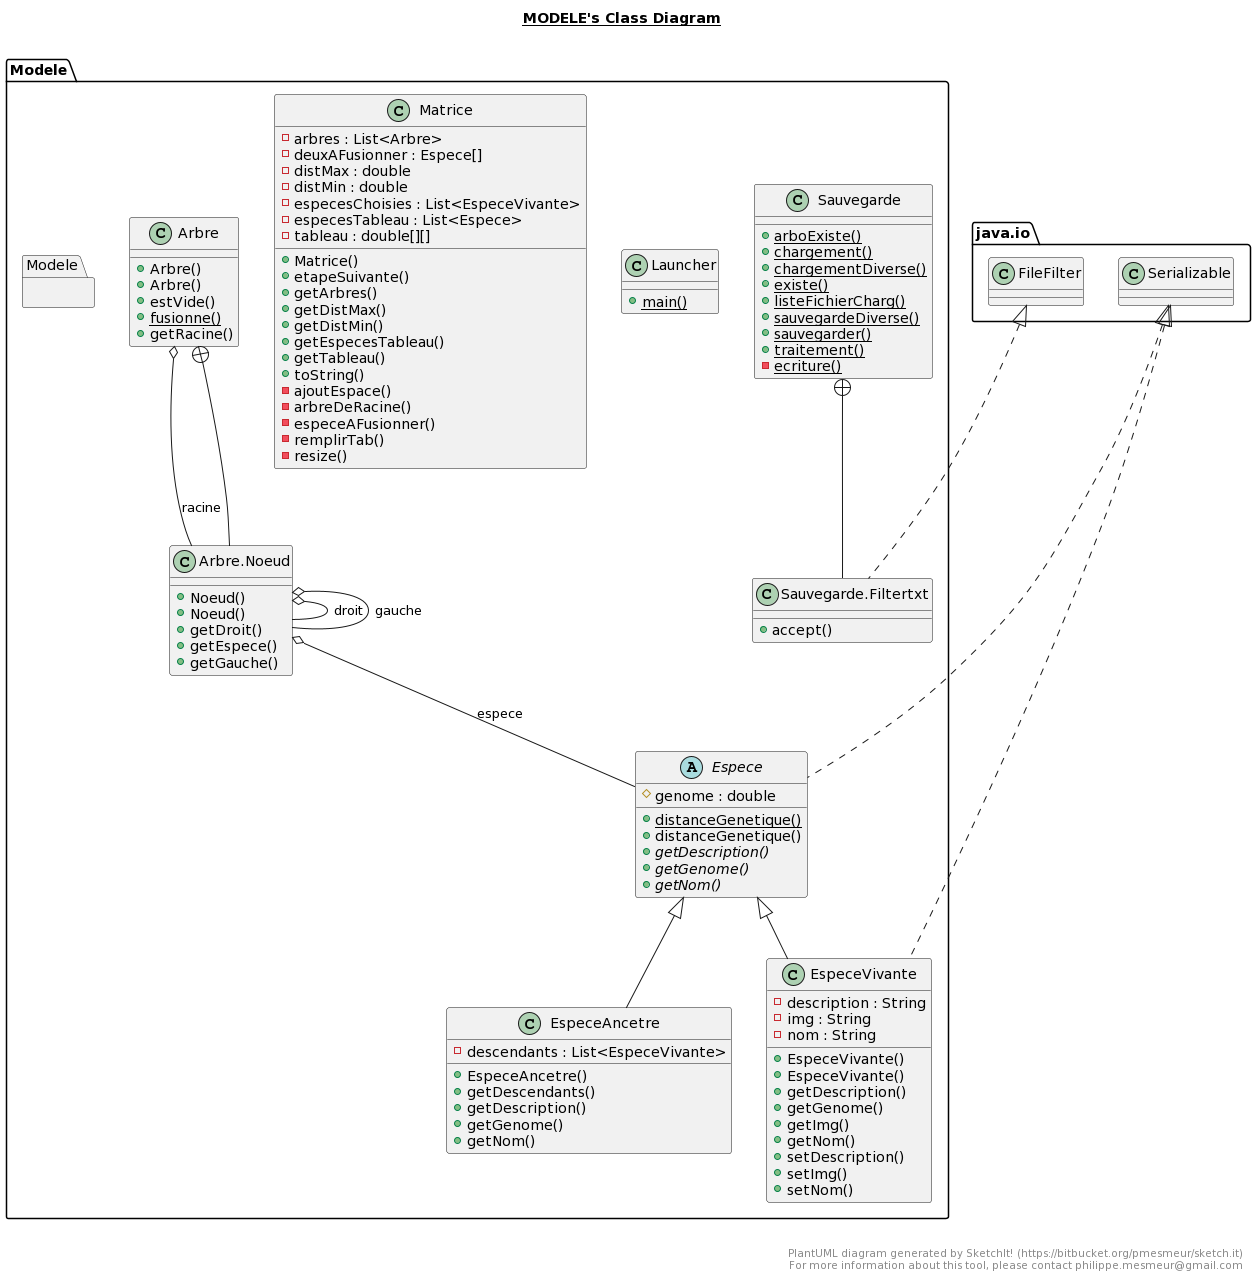 MODELE's Class Diagram
Modele
Modele
C Arbre
Arbre()
Arbre()
estVide()
fusionne()
getRacine()
C Matrice
arbres : List<Arbre>
deuxAFusionner : Espece[]
distMax : double
distMin : double
especesChoisies : List<EspeceVivante>
especesTableau : List<Espece>
tableau : double[][]
Matrice()
etapeSuivante()
getArbres()
getDistMax()
getDistMin()
getEspecesTableau()
getTableau()
toString()
ajoutEspace()
arbreDeRacine()
especeAFusionner()
remplirTab()
resize()
C Launcher
main()
C Sauvegarde
arboExiste()
chargement()
chargementDiverse()
existe()
listeFichierCharg()
sauvegardeDiverse()
sauvegarder()
traitement()
ecriture()
java.io
C FileFilter
C Serializable
racine
C Arbre.Noeud
Noeud()
Noeud()
getDroit()
getEspece()
getGauche()
droit
gauche
C Sauvegarde.Filtertxt
accept()
espece
A Espece
genome : double
distanceGenetique()
distanceGenetique()
getDescription()
getGenome()
getNom()
C EspeceAncetre
descendants : List<EspeceVivante>
EspeceAncetre()
getDescendants()
getDescription()
getGenome()
getNom()
C EspeceVivante
description : String
img : String
nom : String
EspeceVivante()
EspeceVivante()
getDescription()
getGenome()
getImg()
getNom()
setDescription()
setImg()
setNom()
PlantUML diagram generated by SketchIt! (https://bitbucket.org/pmesmeur/sketch.it)
For more information about this tool, please contact philippe.mesmeur@gmail.com